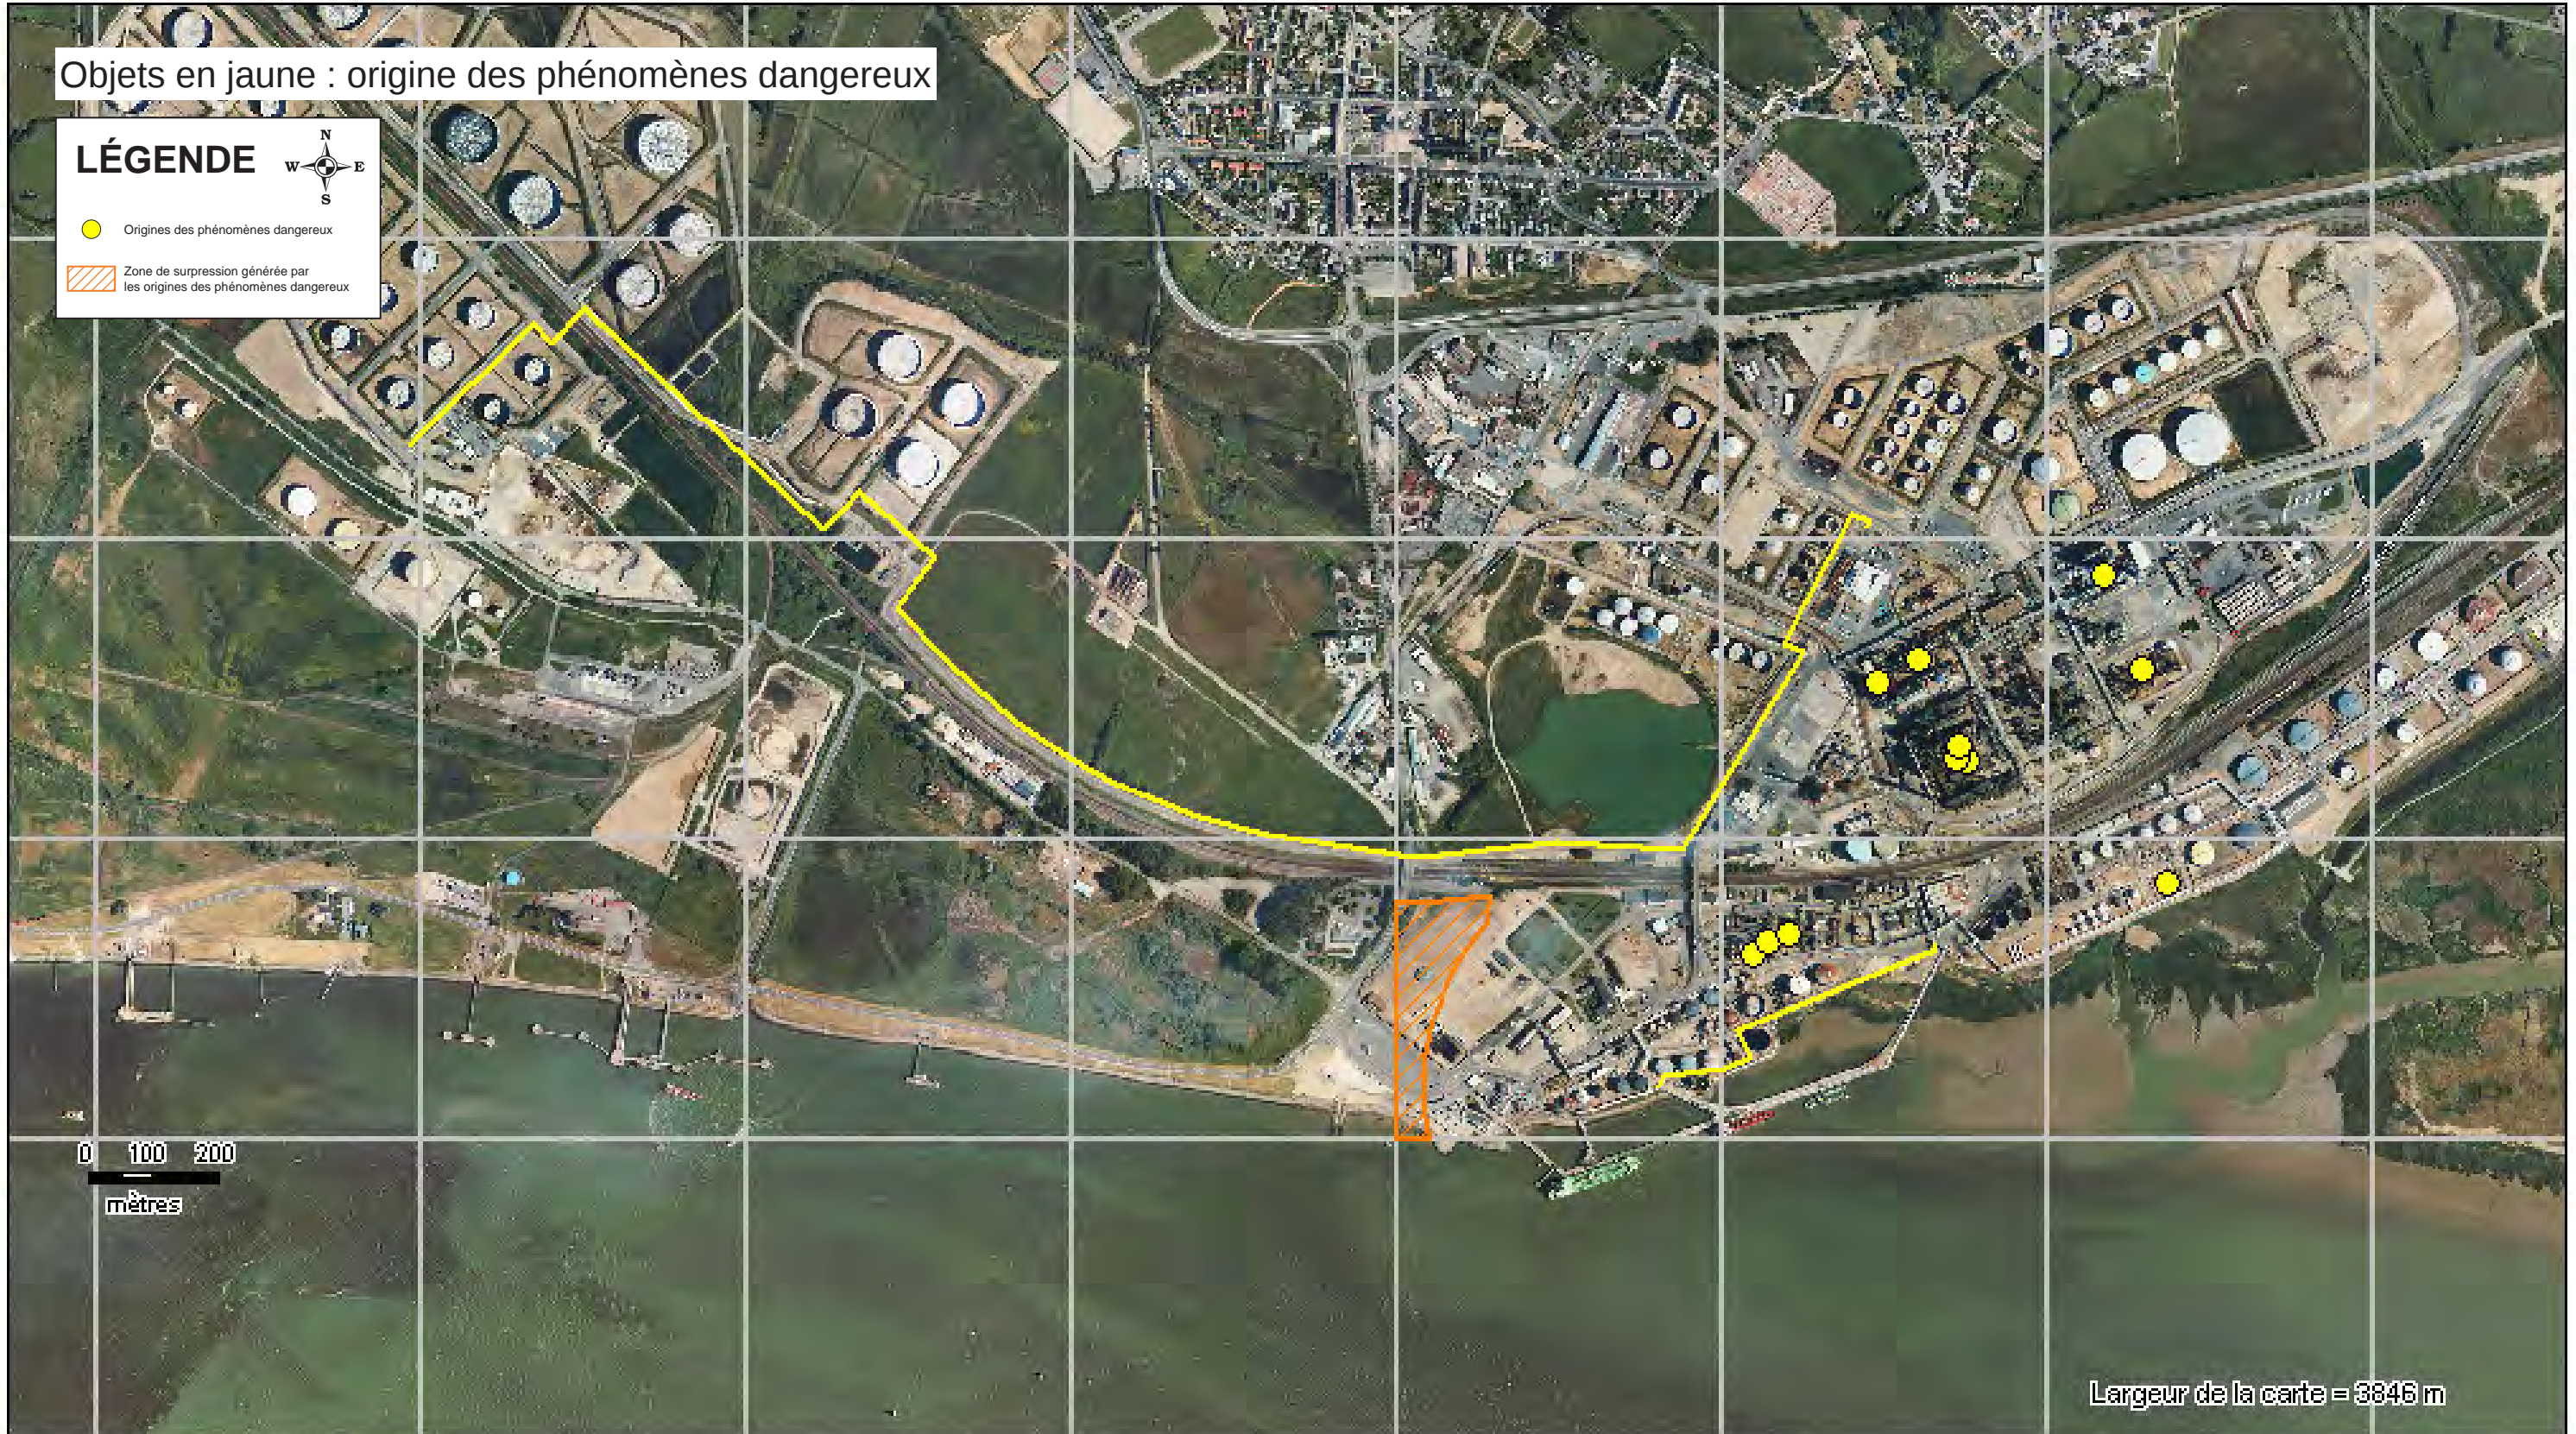 Objets en jaune : origine des phénomènes dangereux
LÉGENDE
N
W
E
S
Origines des phénomènes dangereux
Zone de surpression générée par
les origines des phénomènes dangereux
0 100 200
mètres
Largeur de la carte = 3846 m